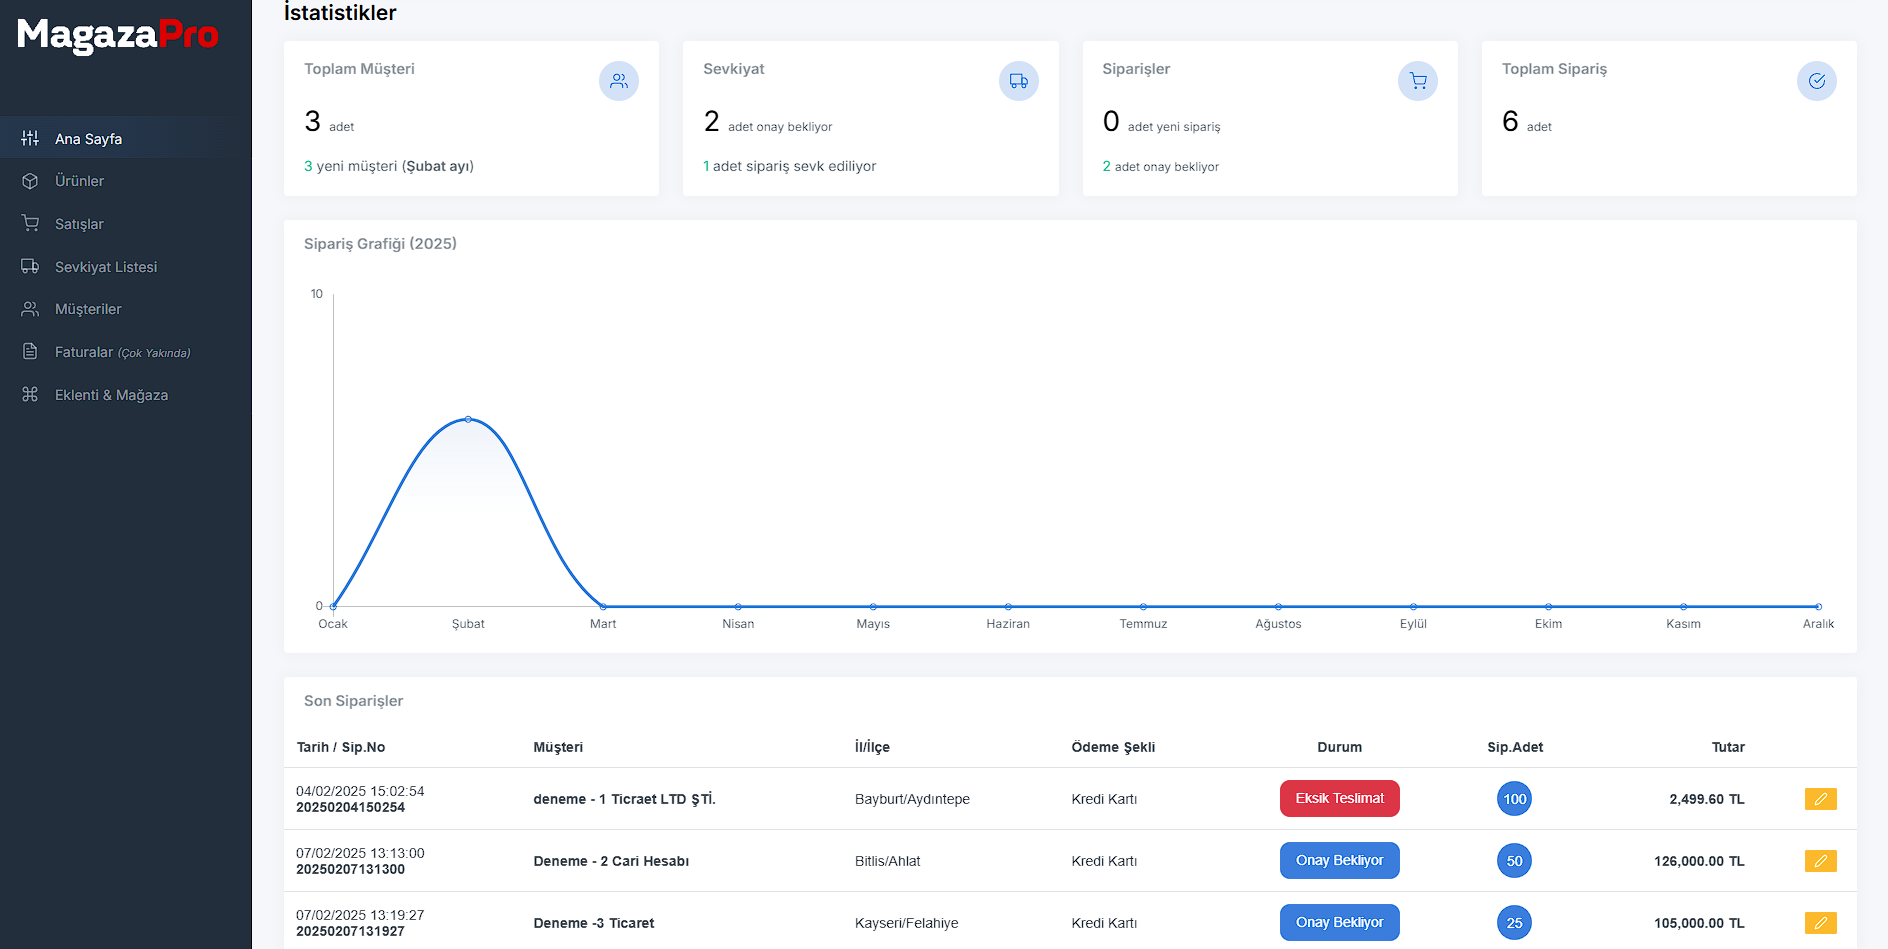 MagazaPro
Ana Sayfa
Ürünler
Satışlar
Sevkiyat Listesi
Müşteriler
Faturalar (Çok Yakında)
Eklenti & Mağaza
İstatistikler
Toplam Müşteri
3 adet
3 yeni müşteri (Şubat ayı)
Sevkiyat
2 adet onay bekliyor
1 adet sipariş sevk ediliyor
Siparişler
0 adet yeni sipariş
2 adet onay bekliyor
Toplam Sipariş
6 adet
Sipariş Grafiği (2025)
10
0
Ocak Şubat Mart Nisan Mayıs Haziran Temmuz Ağustos Eylül Ekim Kasım Aralık
Son Siparişler
Tarih / Sip.No Müşteri İl/İlçe Ödeme Şekli Durum Sip.Adet Tutar
04/02/2025 15:02:54
20250204150254 deneme - 1 Ticraet LTD ŞTİ. Bayburt/Aydıntepe Kredi Kartı Eksik Teslimat 100 2,499.60 TL
07/02/2025 13:13:00
20250207131300 Deneme - 2 Cari Hesabı Bitlis/Ahlat Kredi Kartı Onay Bekliyor 50 126,000.00 TL
07/02/2025 13:19:27
20250207131927 Deneme -3 Ticaret Kayseri/Felahiye Kredi Kartı Onay Bekliyor 25 105,000.00 TL